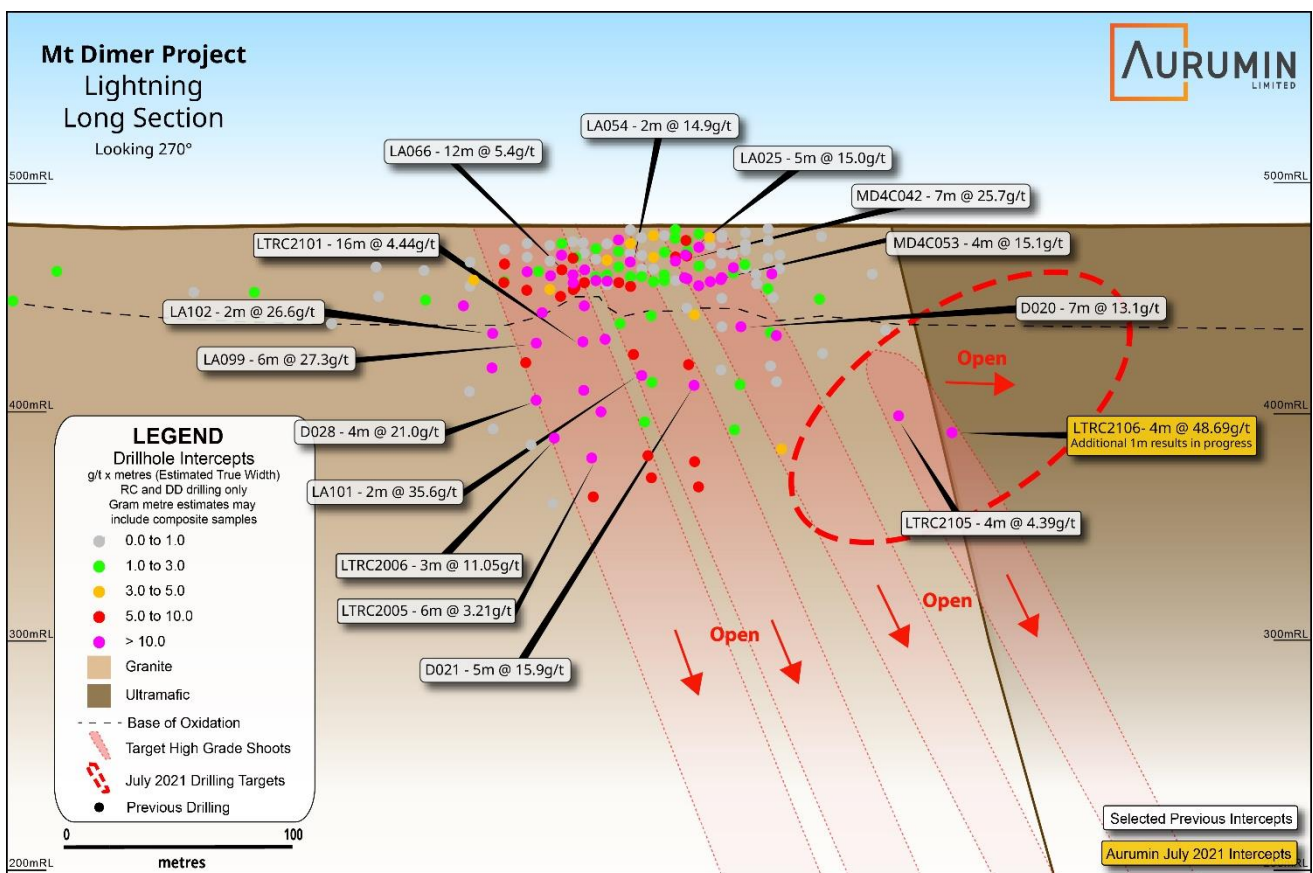 Mt Dimer Project
Lightning
Long Section
Looking 270°
AURUMIN
LIMITED
LA054 - 2m @ 14.9g/t
LA066 - 12m @ 5.4g/t
LA025 - 5m @ 15.0g/t
500mRL
500mRL
MD4C042 - 7m @ 25.7g/t
LTRC2101 - 16m @ 4.44g/t
MD4C053 - 4m @ 15.1g/t
LA102 - 2m @ 26.6g/t
D020 - 7m @ 13.1g/t
LA099 - 6m @ 27.3g/t
Open
400mRL
400mRL
D028 - 4m @ 21.0g/t
LTRC2106- 4m @ 48.69g/t
Additional 1m results in progress
LA101 - 2m @ 35.6g/t
LTRC2105 - 4m @ 4.39g/t
LTRC2006 - 3m @ 11.05g/t
LTRC2005 - 6m @ 3.21g/t
Open
Open
300mRL
300mRL
D021 - 5m @ 15.9g/t
LEGEND
Drillhole Intercepts
g/t x metres (Estimated True Width)
RC and DD drilling only
Gram metre estimates may
include composite samples
0.0 to 1.0
1.0 to 3.0
3.0 to 5.0
5.0 to 10.0
> 10.0
Granite
Ultramafic
Base of Oxidation
Target High Grade Shoots
July 2021 Drilling Targets
Previous Drilling
0 100
metres
200mRL
Selected Previous Intercepts
Aurumin July 2021 Intercepts